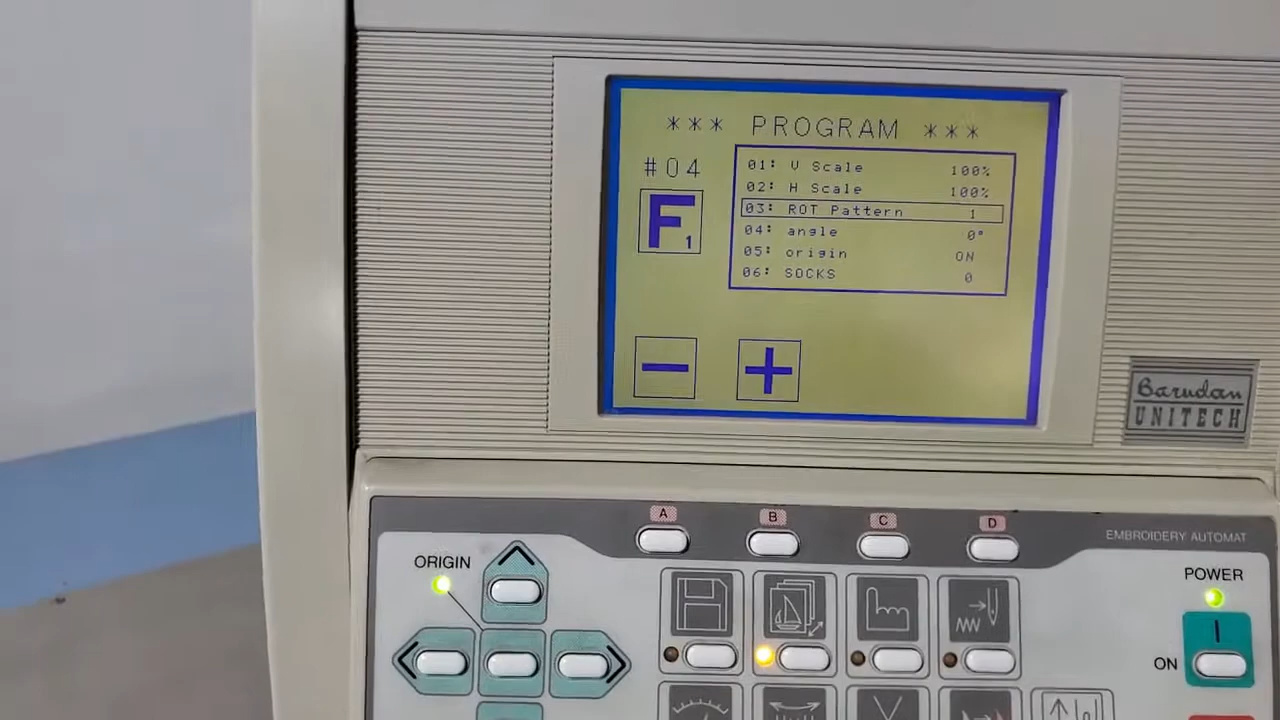 *** PROGRAM ***
#04
F1
01: V Scale 100%
02: H Scale 100%
03: ROT Pattern 1
04: angle 0°
05: origin ON
06: SOCKS 0
− +
Barudan
UNITECH
A B C D
EMBROIDERY AUTOMAT
ORIGIN
POWER
I
ON